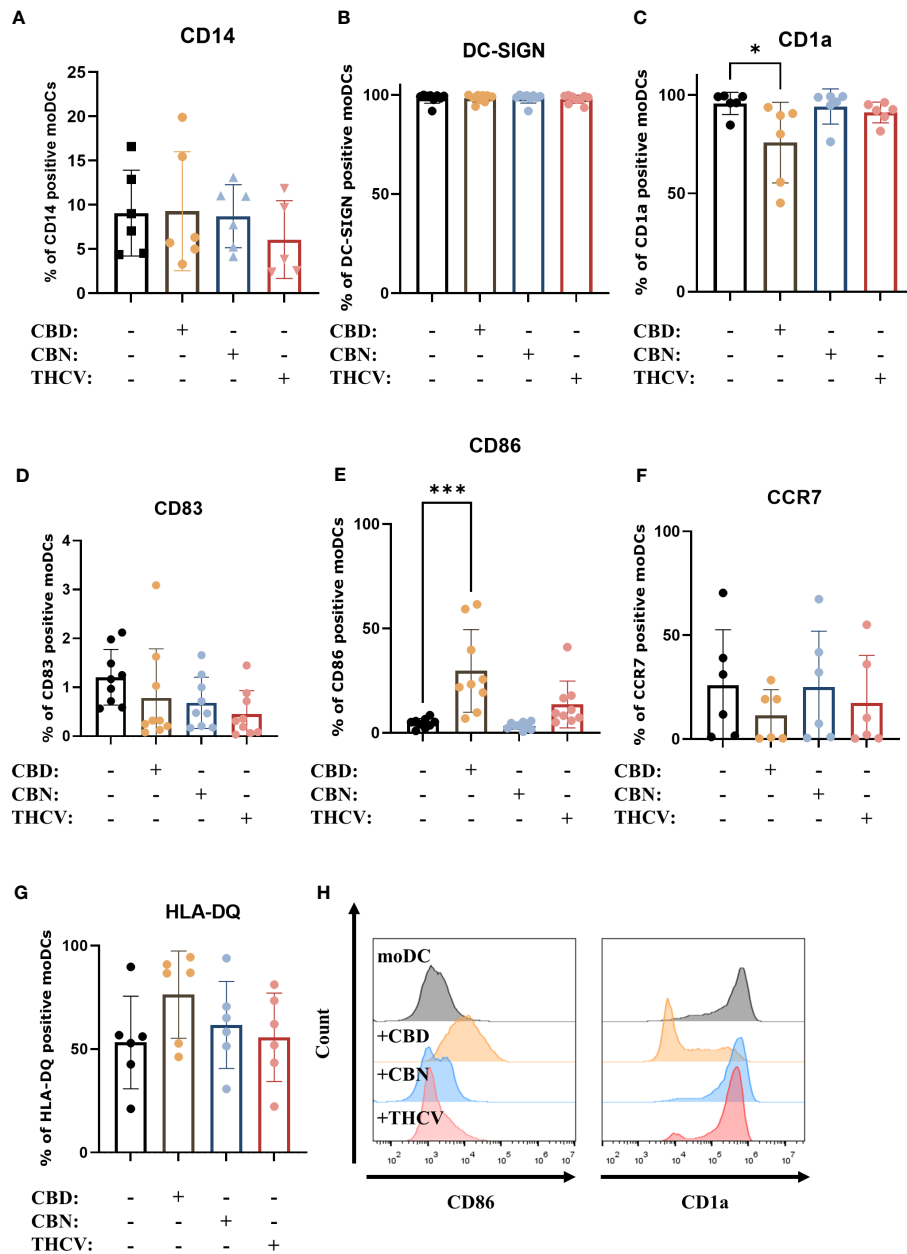 A
CD14
% of CD14 positive moDCs
25
20
15
10
5
0
CBD: - + - -
CBN: - - + -
THCV: - - - +
B
DC-SIGN
% of DC-SIGN positive moDCs
100
50
0
- + - -
- - + -
- - - +
C
CD1a
*
% of CD1a positive moDCs
100
50
0
CBD: - + - -
CBN: - - + -
THCV: - - - +
D
CD83
% of CD83 positive moDCs
4
3
2
1
0
CBD: - + - -
CBN: - - + -
THCV: - - - +
E
CD86
***
% of CD86 positive moDCs
100
50
0
CBD: - + - -
CBN: - - + -
THCV: - - - +
F
CCR7
% of CCR7 positive moDCs
100
50
0
CBD: - + - -
CBN: - - + -
THCV: - - - +
G
HLA-DQ
% of HLA-DQ positive moDCs
100
50
0
CBD: - + - -
CBN: - - + -
THCV: - - - +
H
Count
moDC
+CBD
+CBN
+THCV
10² 10³ 10⁴ 10⁵ 10⁶ 10⁷
CD86
10² 10³ 10⁴ 10⁵ 10⁶ 10⁷
CD1a